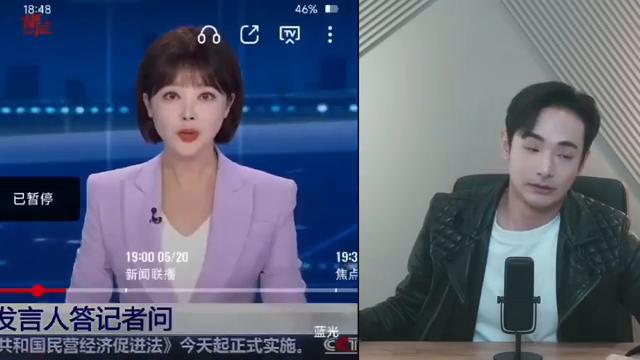 18:48
46%
TV
已暂停
19:00 05/20
新闻联播
19:3
焦点
发言人答记者问
蓝光
共和国民营经济促进法》今天起正式实施。